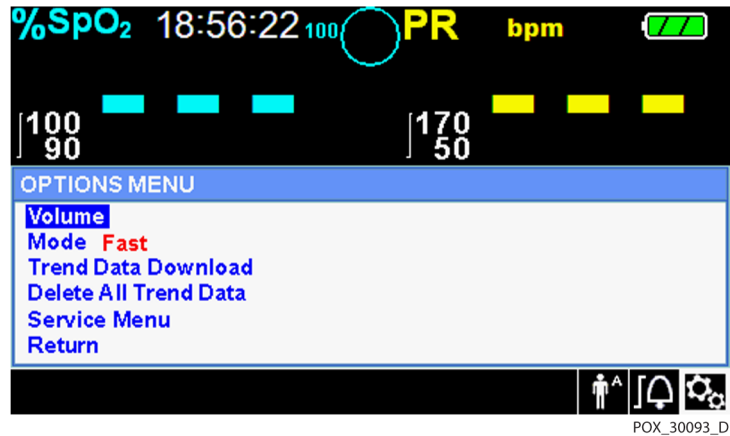 %SpO₂ 18:56:22 100 PR bpm
--- ---
100 170
90 50
OPTIONS MENU
Volume
Mode Fast
Trend Data Download
Delete All Trend Data
Service Menu
Return
A
POX_30093_D